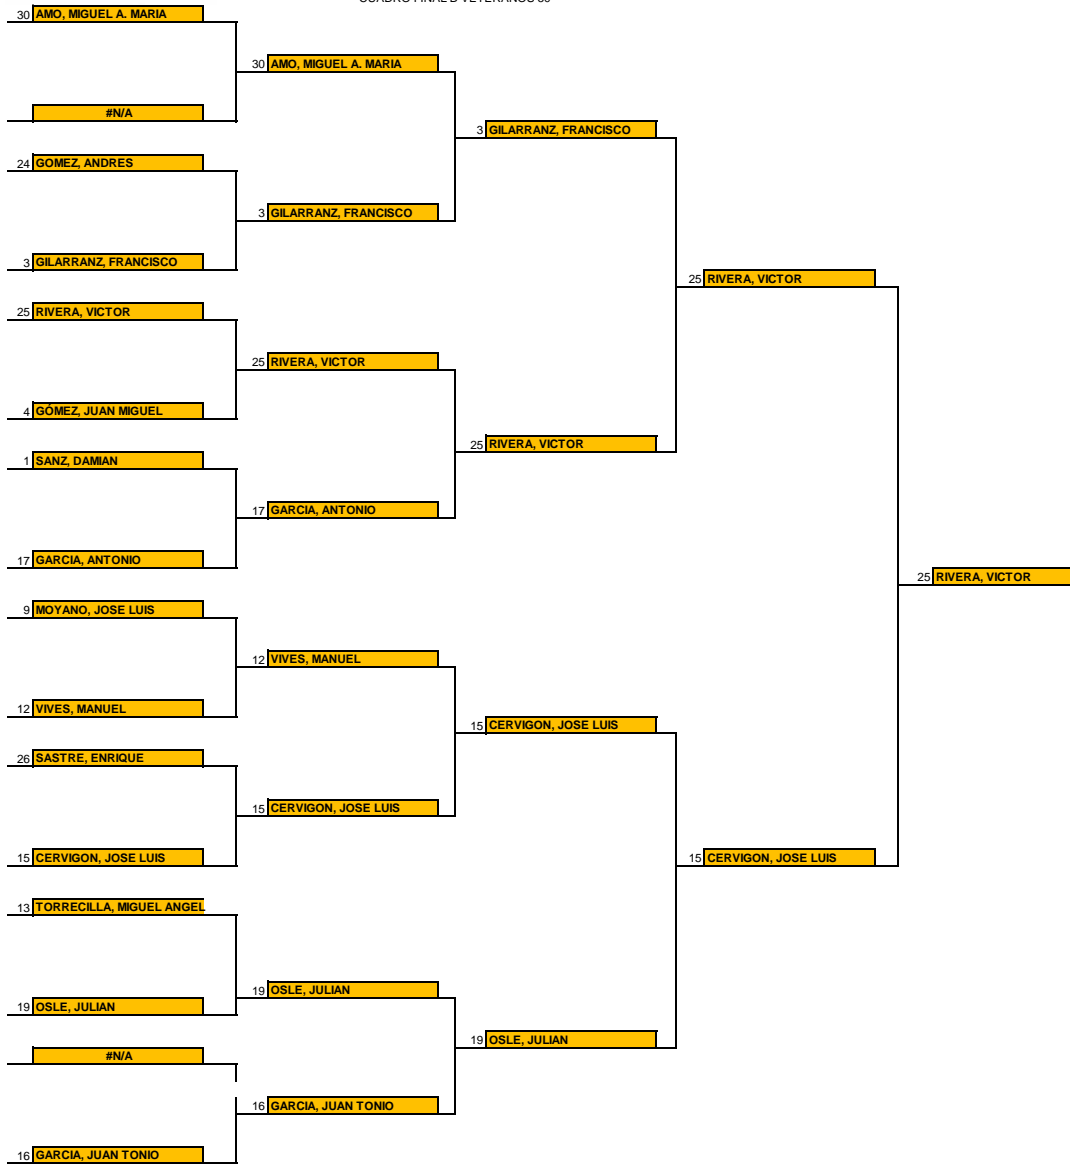 CUADRO FINAL B VETERANOS 50
30 AMO, MIGUEL A. MARIA
30 AMO, MIGUEL A. MARIA
#N/A
3 GILARRANZ, FRANCISCO
24 GOMEZ, ANDRES
3 GILARRANZ, FRANCISCO
3 GILARRANZ, FRANCISCO
25 RIVERA, VICTOR
25 RIVERA, VICTOR
25 RIVERA, VICTOR
4 GÓMEZ, JUAN MIGUEL
25 RIVERA, VICTOR
1 SANZ, DAMIAN
17 GARCIA, ANTONIO
17 GARCIA, ANTONIO
25 RIVERA, VICTOR
9 MOYANO, JOSE LUIS
12 VIVES, MANUEL
12 VIVES, MANUEL
15 CERVIGON, JOSE LUIS
26 SASTRE, ENRIQUE
15 CERVIGON, JOSE LUIS
15 CERVIGON, JOSE LUIS
15 CERVIGON, JOSE LUIS
13 TORRECILLA, MIGUEL ANGEL
19 OSLE, JULIAN
19 OSLE, JULIAN
19 OSLE, JULIAN
#N/A
16 GARCIA, JUAN TONIO
16 GARCIA, JUAN TONIO